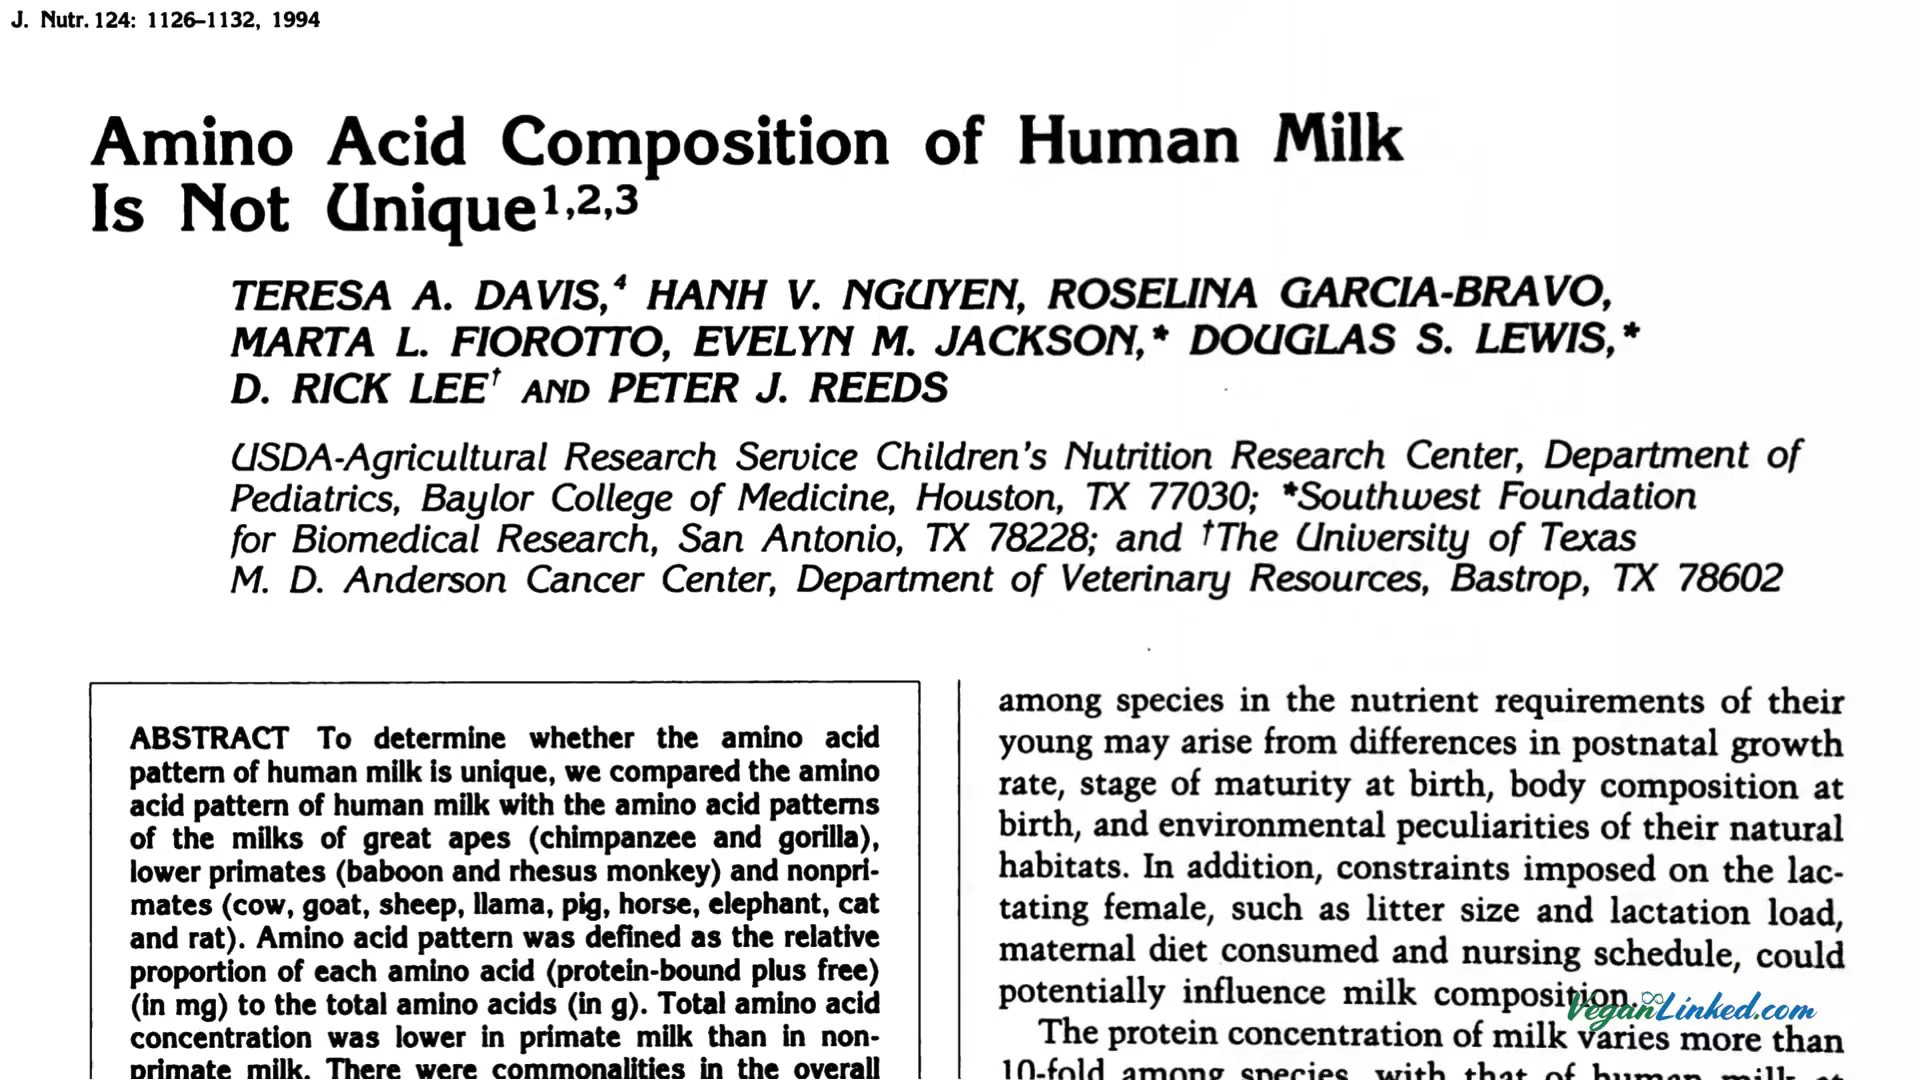 J. Nutr. 124: 1126–1132, 1994
Amino Acid Composition of Human Milk
Is Not Unique1,2,3
TERESA A. DAVIS,4 HANH V. NGUYEN, ROSELINA GARCIA-BRAVO,
MARTA L. FIOROTTO, EVELYN M. JACKSON,* DOUGLAS S. LEWIS,*
D. RICK LEE† AND PETER J. REEDS
USDA-Agricultural Research Service Children's Nutrition Research Center, Department of
Pediatrics, Baylor College of Medicine, Houston, TX 77030; *Southwest Foundation
for Biomedical Research, San Antonio, TX 78228; and †The University of Texas
M. D. Anderson Cancer Center, Department of Veterinary Resources, Bastrop, TX 78602
ABSTRACT To determine whether the amino acid
pattern of human milk is unique, we compared the amino
acid pattern of human milk with the amino acid patterns
of the milks of great apes (chimpanzee and gorilla),
lower primates (baboon and rhesus monkey) and nonpri-
mates (cow, goat, sheep, llama, pig, horse, elephant, cat
and rat). Amino acid pattern was defined as the relative
proportion of each amino acid (protein-bound plus free)
(in mg) to the total amino acids (in g). Total amino acid
concentration was lower in primate milk than in non-
primate milk. There were commonalities in the overall
among species in the nutrient requirements of their
young may arise from differences in postnatal growth
rate, stage of maturity at birth, body composition at
birth, and environmental peculiarities of their natural
habitats. In addition, constraints imposed on the lac-
tating female, such as litter size and lactation load,
maternal diet consumed and nursing schedule, could
potentially influence milk composition.
The protein concentration of milk varies more than
10-fold among species, with that of human milk at
VeganLinked.com